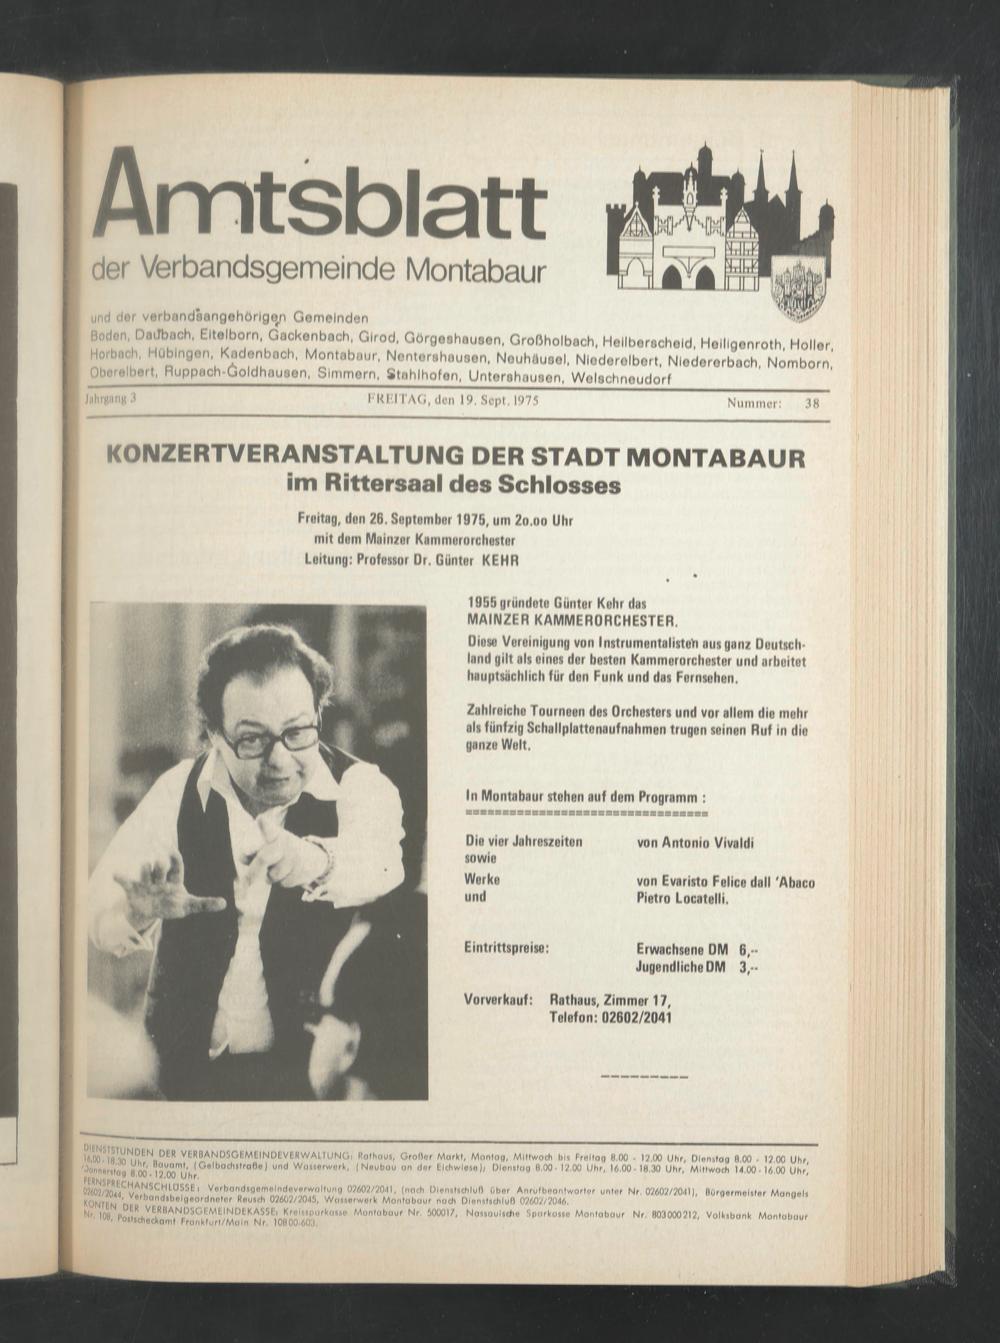 Amtsblatt
der Verbandsgemeinde Montabaur
und der verbandsangehörigen Gemeinden
Boden, Daubach, Eitelborn, Gackenbach, Girod, Görgeshausen, Großholbach, Heilberscheid, Heiligenroth, Holler,
Horbach, Hübingen, Kadenbach, Montabaur, Nentershausen, Neuhäusel, Niederelbert, Niedererbach, Nomborn,
Oberelbert, Ruppach-Goldhausen, Simmern, Stahlhofen, Untershausen, Welschneudorf
Jahrgang 3 FREITAG, den 19. Sept. 1975 Nummer: 38
KONZERTVERANSTALTUNG DER STADT MONTABAUR
im Rittersaal des Schlosses
Freitag, den 26. September 1975, um 2o.oo Uhr
mit dem Mainzer Kammerorchester
Leitung: Professor Dr. Günter KEHR
1955 gründete Günter Kehr das
MAINZER KAMMERORCHESTER.
Diese Vereinigung von Instrumentalisten aus ganz Deutsch-
land gilt als eines der besten Kammerorchester und arbeitet
hauptsächlich für den Funk und das Fernsehen.
Zahlreiche Tourneen des Orchesters und vor allem die mehr
als fünfzig Schallplattenaufnahmen trugen seinen Ruf in die
ganze Welt.
In Montabaur stehen auf dem Programm :
==================================
Die vier Jahreszeiten von Antonio Vivaldi
sowie
Werke von Evaristo Felice dall 'Abaco
und Pietro Locatelli.
Eintrittspreise: Erwachsene DM 6,--
Jugendliche DM 3,--
Vorverkauf: Rathaus, Zimmer 17,
Telefon: 02602/2041
DIENSTSTUNDEN DER VERBANDSGEMEINDEVERWALTUNG: Rathaus, Großer Markt, Montag, Mittwoch bis Freitag 8.00 - 12.00 Uhr, Dienstag 8.00 - 12.00 Uhr,
16.00 - 18.30 Uhr, Bauamt, (Gelbachstraße) und Wasserwerk, (Neubau an der Eichwiese); Dienstag 8.00 - 12.00 Uhr, 16.00 - 18.30 Uhr, Mittwoch 14.00 - 16.00 Uhr,
Donnerstag 8.00 - 12.00 Uhr.
FERNSPRECHANSCHLÜSSE: Verbandsgemeindeverwaltung 02602/2041, (nach Dienstschluß über Anrufbeantworter unter Nr. 02602/2041), Bürgermeister Mangels
02602/2044, Verbandsbeigeordneter Reusch 02602/2045, Wasserwerk Montabaur nach Dienstschluß 02602/2046.
KONTEN DER VERBANDSGEMEINDEKASSE: Kreissparkasse Montabaur Nr. 500017, Nassauische Sparkasse Montabaur Nr. 803000212, Volksbank Montabaur
Nr. 108, Postscheckamt Frankfurt/Main Nr. 10800-603.